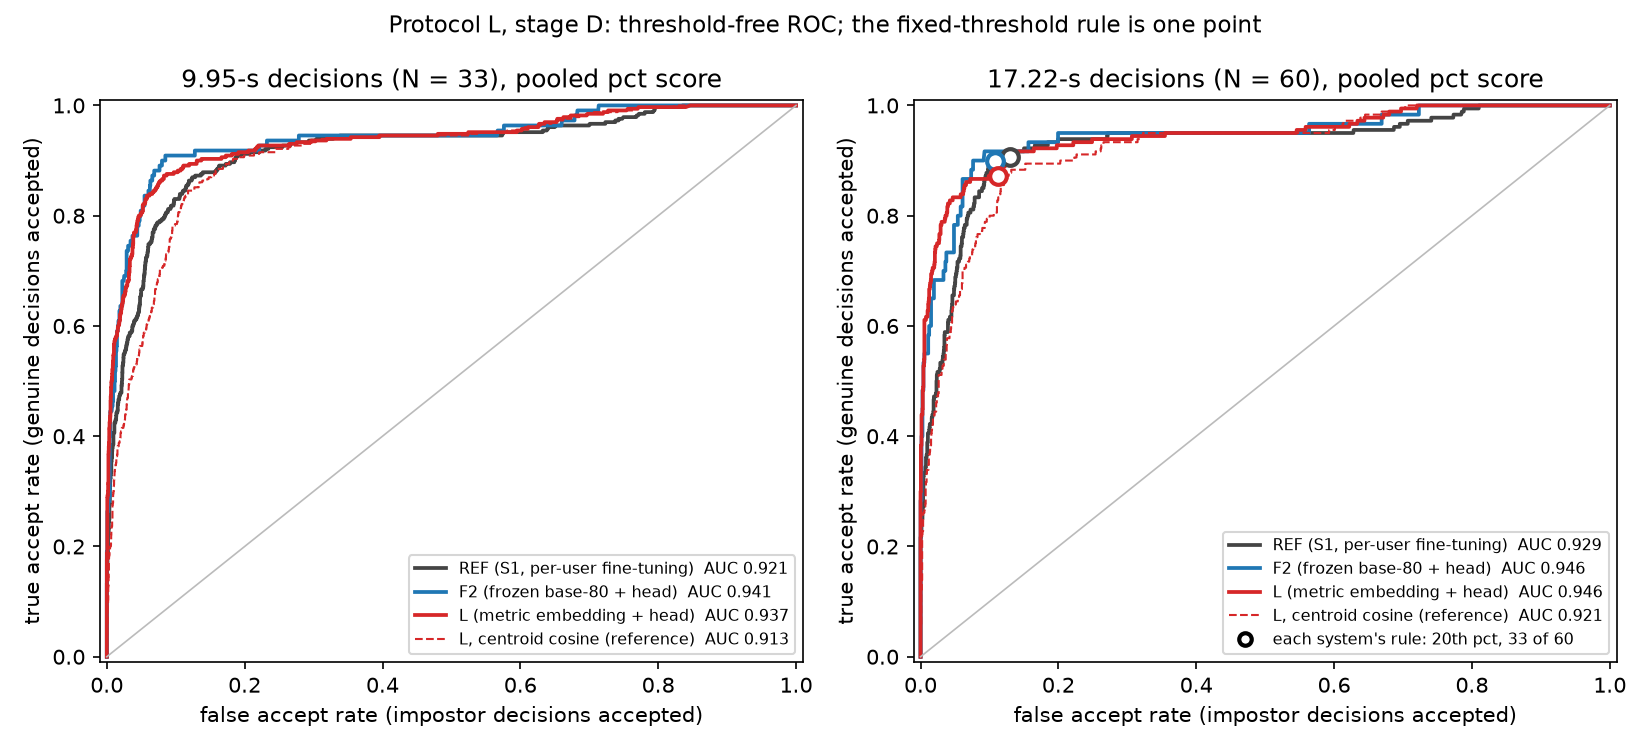 Protocol L, stage D: threshold-free ROC; the fixed-threshold rule is one point
9.95-s decisions (N = 33), pooled pct score
true accept rate (genuine decisions accepted)
1.0
0.8
0.6
0.4
0.2
0.0
REF (S1, per-user fine-tuning)  AUC 0.921
F2 (frozen base-80 + head)  AUC 0.941
L (metric embedding + head)  AUC 0.937
L, centroid cosine (reference)  AUC 0.913
0.0 0.2 0.4 0.6 0.8 1.0
false accept rate (impostor decisions accepted)
17.22-s decisions (N = 60), pooled pct score
true accept rate (genuine decisions accepted)
1.0
0.8
0.6
0.4
0.2
0.0
REF (S1, per-user fine-tuning)  AUC 0.929
F2 (frozen base-80 + head)  AUC 0.946
L (metric embedding + head)  AUC 0.946
L, centroid cosine (reference)  AUC 0.921
each system's rule: 20th pct, 33 of 60
0.0 0.2 0.4 0.6 0.8 1.0
false accept rate (impostor decisions accepted)